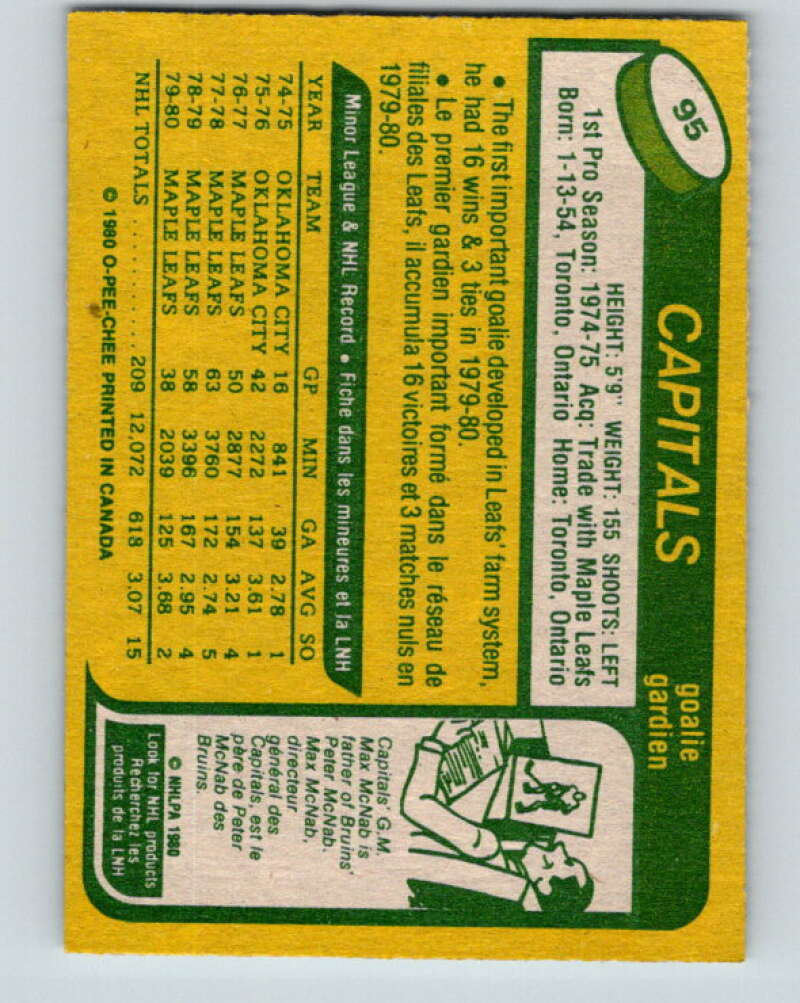 95
CAPITALS
goalie
gardien
HEIGHT: 5'9" WEIGHT: 155 SHOOTS: LEFT
1st Pro Season: 1974-75 Acq: Trade with Maple Leafs
Born: 1-13-54, Toronto, Ontario Home: Toronto, Ontario
• The first important goalie developed in Leafs' farm system,
he had 16 wins & 3 ties in 1979-80.
• Le premier gardien important formé dans le réseau de
filiales des Leafs, il accumula 16 victoires et 3 matches nuls en
1979-80.
Minor League & NHL Record • Fiche dans les mineures et la LNH
YEAR TEAM GP MIN GA AVG SO
74-75 OKLAHOMA CITY 16 841 39 2.78 1
75-76 OKLAHOMA CITY 42 2272 137 3.61 1
76-77 MAPLE LEAFS 50 2877 154 3.21 4
77-78 MAPLE LEAFS 63 3760 172 2.74 5
78-79 MAPLE LEAFS 58 3396 167 2.95 4
79-80 MAPLE LEAFS 38 2039 125 3.68 2
NHL TOTALS .......... 209 12,072 618 3.07 15
© 1980 O-PEE-CHEE PRINTED IN CANADA
Capitals' G.M.
Max McNab is
father of Bruins'
Peter McNab.
Max McNab,
directeur
général des
Capitals, est le
père de Peter
McNab des
Bruins.
© NHLPA 1980
Look for NHL products
Recherchez les
produits de la LNH